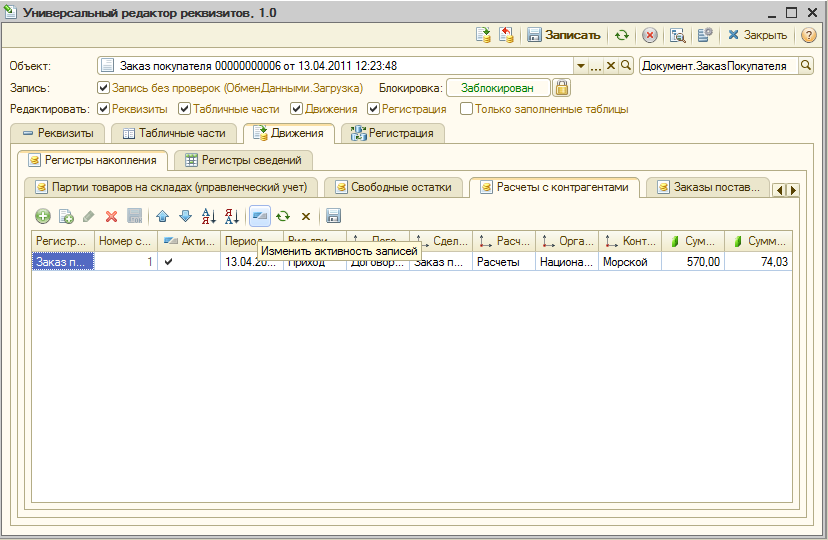 Универсальный редактор реквизитов, 1.0
Записать Закрыть
Объект: Заказ покупателя 00000000006 от 13.04.2011 12:23:48 Документ.ЗаказПокупателя
Запись: Запись без проверок (ОбменДанными.Загрузка) Блокировка: Заблокирован
Редактировать: Реквизиты Табличные части Движения Регистрация Только заполненные таблицы
Реквизиты Табличные части Движения Регистрация
Регистры накопления Регистры сведений
Партии товаров на складах (управленческий учет) Свободные остатки Расчеты с контрагентами Заказы постав...
Регистр... Номер с... Акти... Период Сдел... Расч... Орга... Конт... Сум... Сумм...
Изменить активность записей
Заказ п... 1 13.04.20... Приход Договор... Заказ п... Расчеты Национа... Морской 570,00 74,03